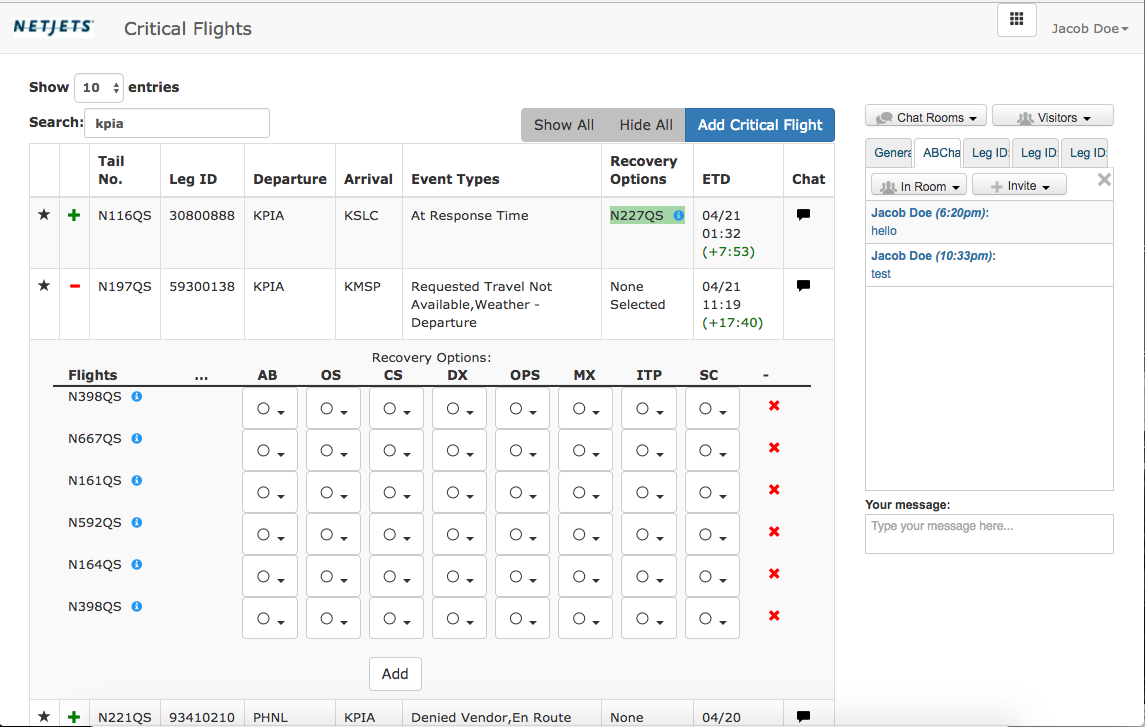 NETJETS Critical Flights Jacob Doe
Show 10 entries
Search: kpia
Show All Hide All Add Critical Flight
Tail No. Leg ID Departure Arrival Event Types Recovery Options ETD Chat
N116QS 30800888 KPIA KSLC At Response Time N227QS 04/21 01:32 (+7:53)
N197QS 59300138 KPIA KMSP Requested Travel Not Available,Weather - Departure None Selected 04/21 11:19 (+17:40)
Recovery Options:
Flights ... AB OS CS DX OPS MX ITP SC -
N398QS
N667QS
N161QS
N592QS
N164QS
N398QS
Add
N221QS 93410210 PHNL KPIA Denied Vendor,En Route None 04/20
Chat Rooms Visitors
Genera ABCha Leg ID: Leg ID Leg ID:
In Room Invite
Jacob Doe (6:20pm):
hello
Jacob Doe (10:33pm):
test
Your message:
Type your message here...